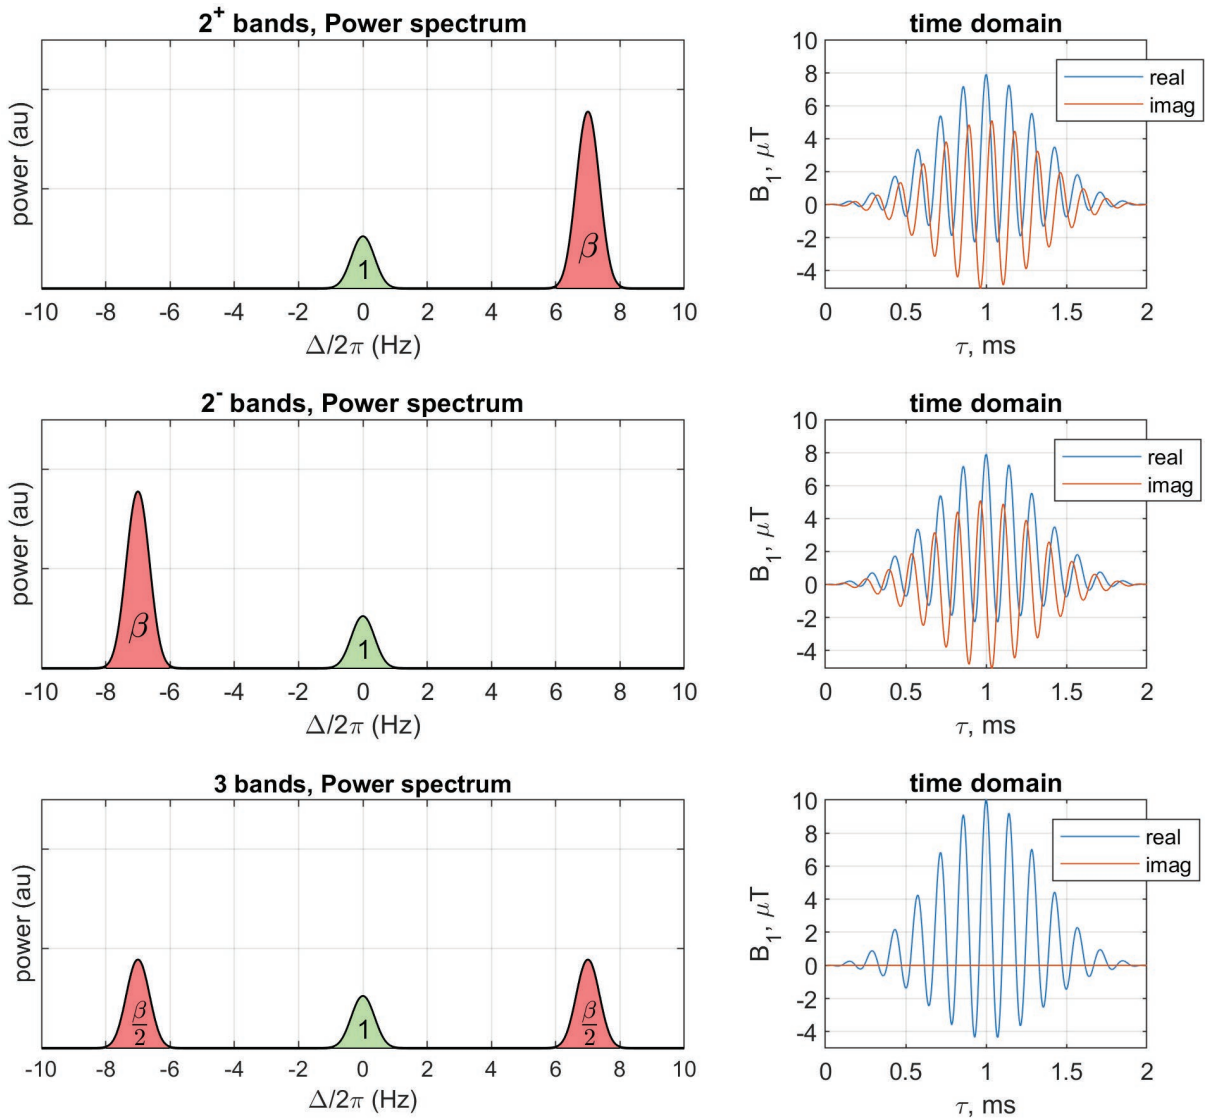 2⁺ bands, Power spectrum
power (au)
β
1
-10 -8 -6 -4 -2 0 2 4 6 8 10
Δ/2π (Hz)
time domain
B₁, μT
10
8
6
4
2
0
-2
-4
real
imag
0 0.5 1 1.5 2
τ, ms
2⁻ bands, Power spectrum
power (au)
β
1
-10 -8 -6 -4 -2 0 2 4 6 8 10
Δ/2π (Hz)
time domain
B₁, μT
10
8
6
4
2
0
-2
-4
real
imag
0 0.5 1 1.5 2
τ, ms
3 bands, Power spectrum
power (au)
β/2
1
β/2
-10 -8 -6 -4 -2 0 2 4 6 8 10
Δ/2π (Hz)
time domain
B₁, μT
10
8
6
4
2
0
-2
-4
real
imag
0 0.5 1 1.5 2
τ, ms